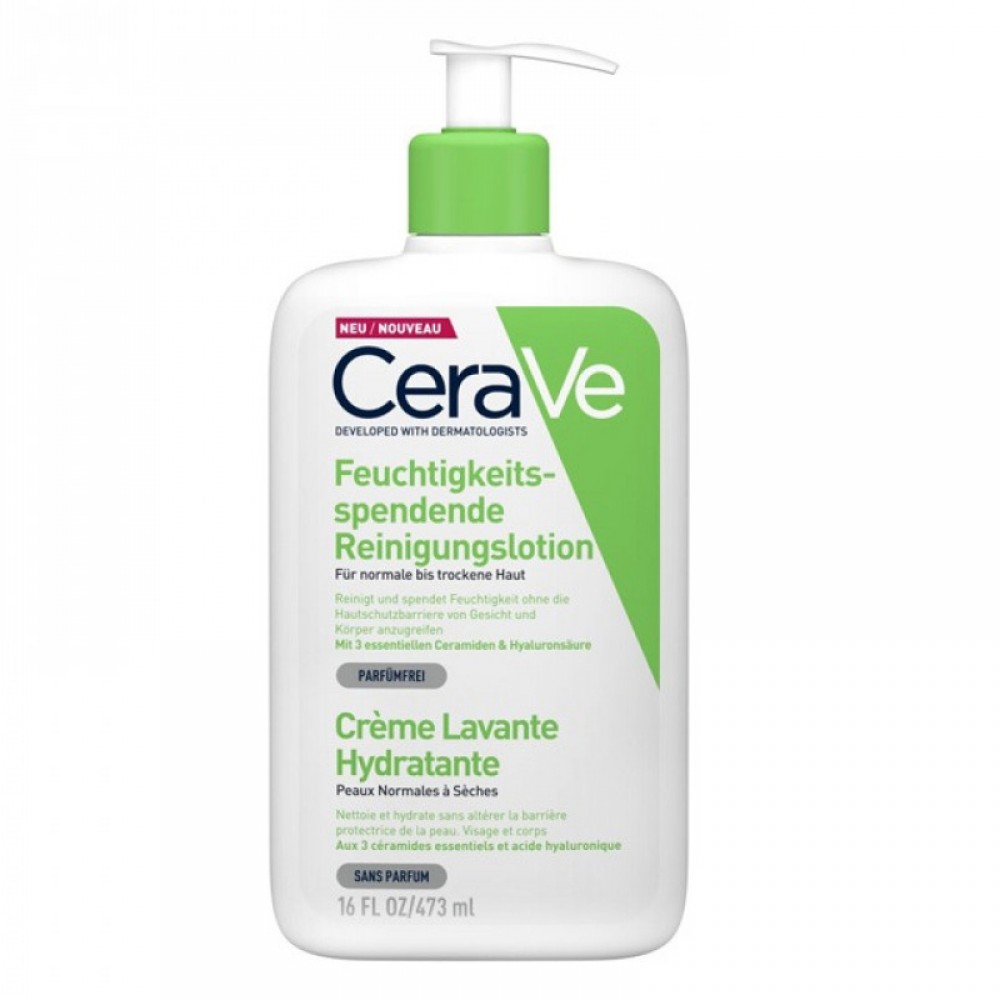 NEU / NOUVEAU
CeraVe
DEVELOPED WITH DERMATOLOGISTS
Feuchtigkeits-
spendende
Reinigungslotion
Für normale bis trockene Haut
Reinigt und spendet Feuchtigkeit ohne die
Hautschutzbarriere von Gesicht und
Körper anzugreifen
Mit 3 essentiellen Ceramiden & Hyaluronsäure
PARFÜMFREI
Crème Lavante
Hydratante
Peaux Normales à Sèches
Nettoie et hydrate sans altérer la barrière
protectrice de la peau. Visage et corps
Aux 3 céramides essentiels et acide hyaluronique
SANS PARFUM
16 FL OZ/473 ml